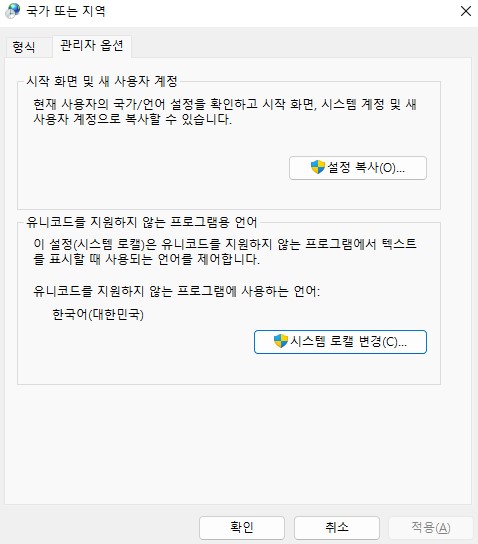 국가 또는 지역
형식
관리자 옵션
시작 화면 및 새 사용자 계정
현재 사용자의 국가/언어 설정을 확인하고 시작 화면, 시스템 계정 및 새
사용자 계정으로 복사할 수 있습니다.
설정 복사(O)...
유니코드를 지원하지 않는 프로그램용 언어
이 설정(시스템 로캘)은 유니코드를 지원하지 않는 프로그램에서 텍스트
를 표시할 때 사용되는 언어를 제어합니다.
유니코드를 지원하지 않는 프로그램에 사용하는 언어:
한국어(대한민국)
시스템 로캘 변경(C)...
확인
취소
적용(A)